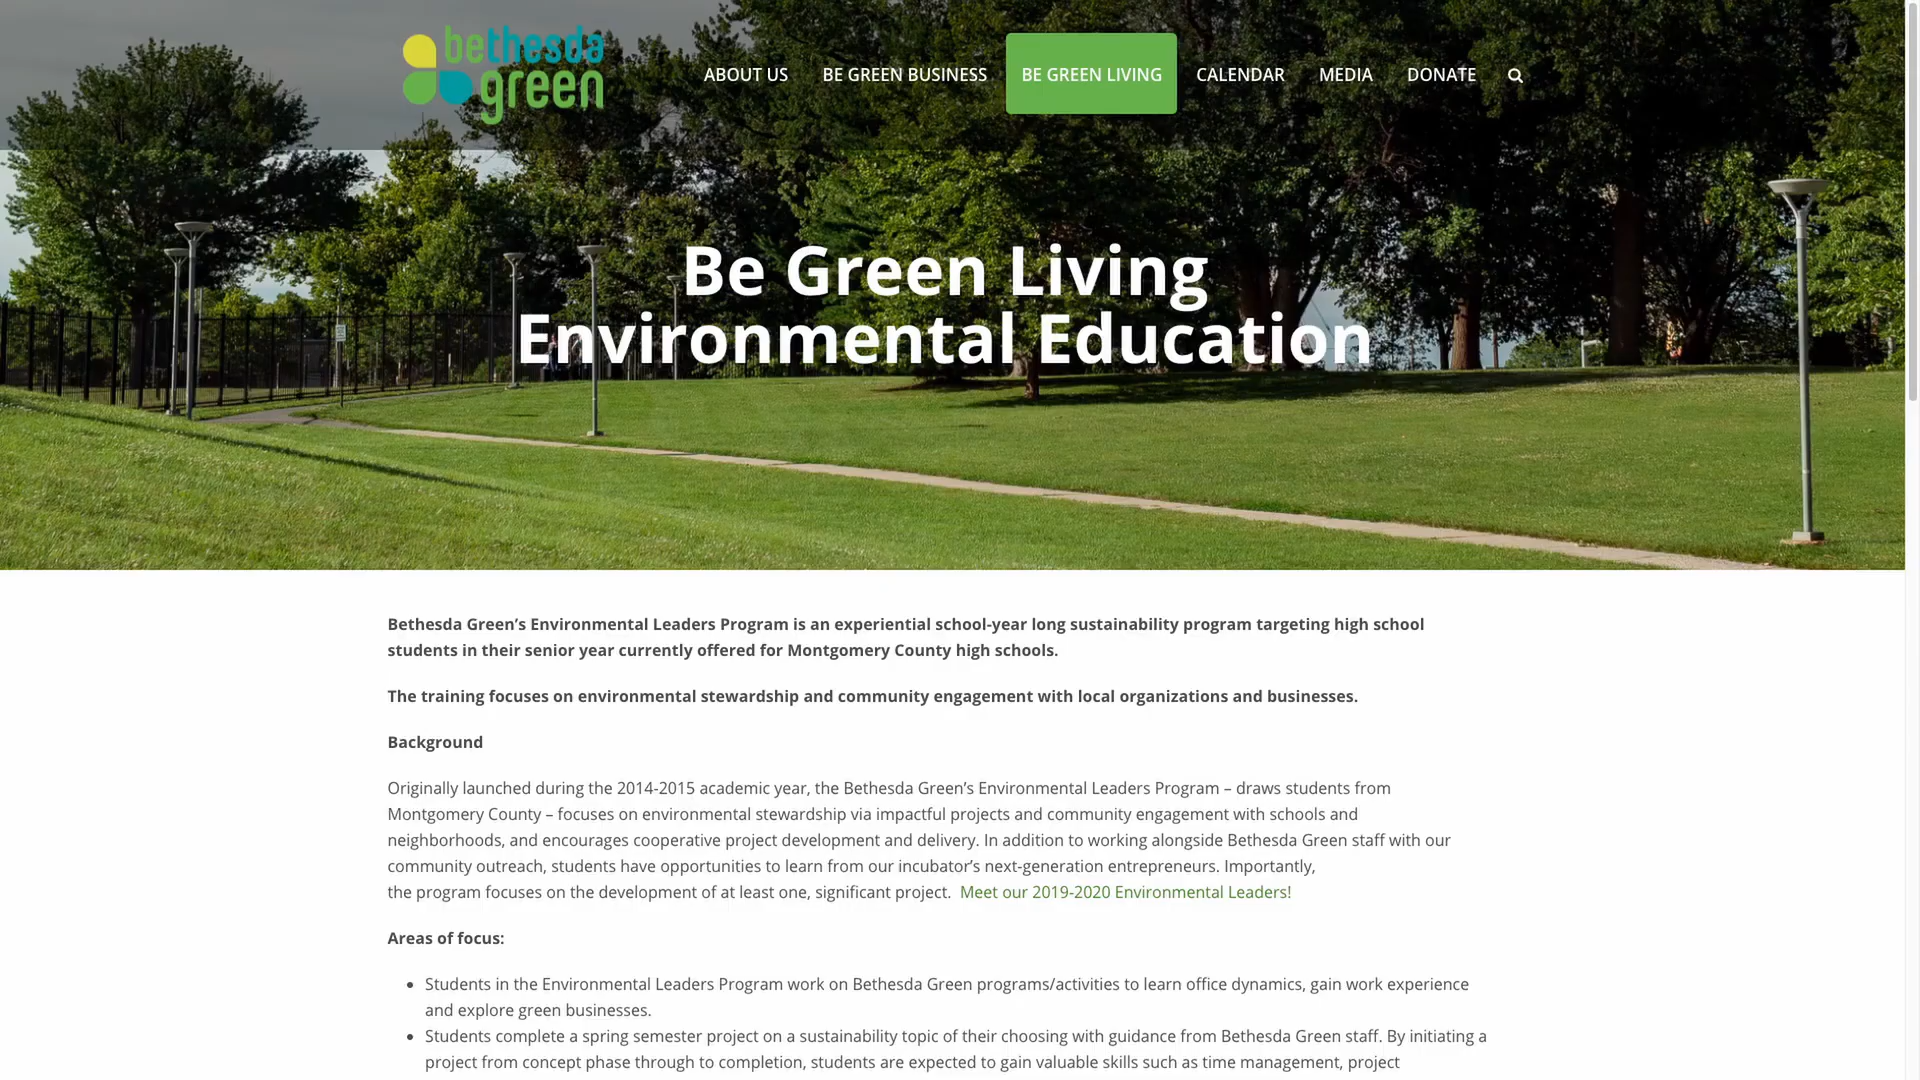 bethesda
green
ABOUT US BE GREEN BUSINESS BE GREEN LIVING CALENDAR MEDIA DONATE
Be Green Living
Environmental Education
Bethesda Green’s Environmental Leaders Program is an experiential school-year long sustainability program targeting high school
students in their senior year currently offered for Montgomery County high schools.
The training focuses on environmental stewardship and community engagement with local organizations and businesses.
Background
Originally launched during the 2014-2015 academic year, the Bethesda Green’s Environmental Leaders Program – draws students from
Montgomery County – focuses on environmental stewardship via impactful projects and community engagement with schools and
neighborhoods, and encourages cooperative project development and delivery. In addition to working alongside Bethesda Green staff with our
community outreach, students have opportunities to learn from our incubator’s next-generation entrepreneurs. Importantly,
the program focuses on the development of at least one, significant project. Meet our 2019-2020 Environmental Leaders!
Areas of focus:
• Students in the Environmental Leaders Program work on Bethesda Green programs/activities to learn office dynamics, gain work experience
and explore green businesses.
• Students complete a spring semester project on a sustainability topic of their choosing with guidance from Bethesda Green staff. By initiating a
project from concept phase through to completion, students are expected to gain valuable skills such as time management, project